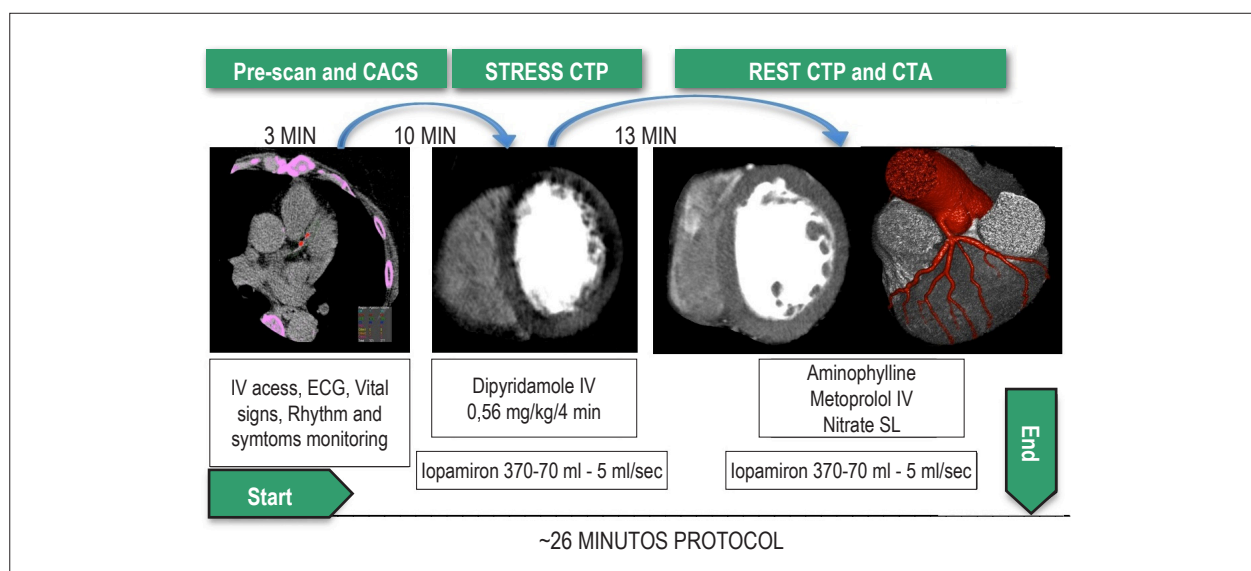 Pre-scan and CACS
STRESS CTP
REST CTP and CTA
3 MIN
10 MIN
13 MIN
IV acess, ECG, Vital
signs, Rhythm and
symtoms monitoring
Dipyridamole IV
0,56 mg/kg/4 min
Aminophylline
Metoprolol IV
Nitrate SL
Iopamiron 370-70 ml - 5 ml/sec
Iopamiron 370-70 ml - 5 ml/sec
Start
End
~26 MINUTOS PROTOCOL